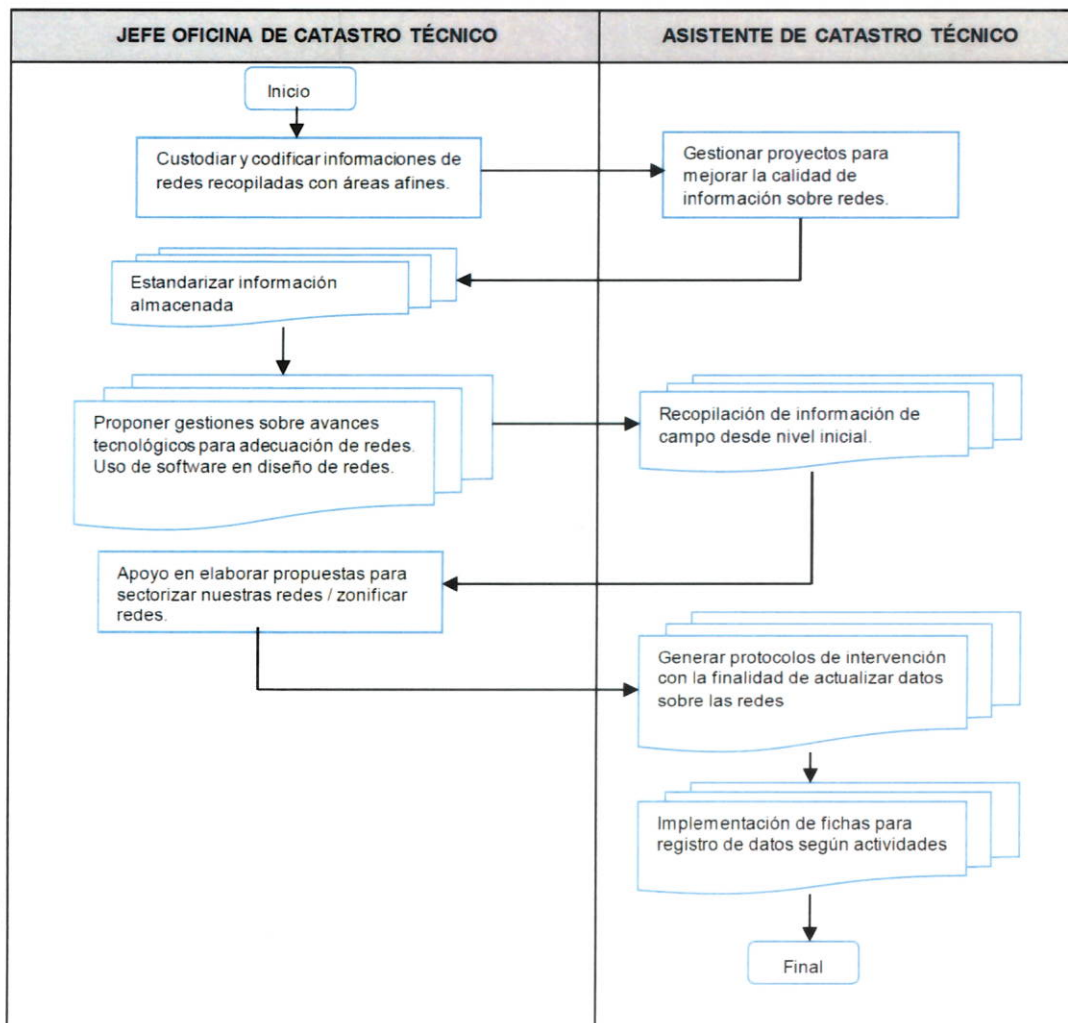 JEFE OFICINA DE CATASTRO TÉCNICO
ASISTENTE DE CATASTRO TÉCNICO
Inicio
Custodiar y codificar informaciones de
redes recopiladas con áreas afines.
Gestionar proyectos para
mejorar la calidad de
información sobre redes.
Estandarizar información
almacenada
Proponer gestiones sobre avances
tecnológicos para adecuación de redes.
Uso de software en diseño de redes.
Recopilación de información de
campo desde nivel inicial.
Apoyo en elaborar propuestas para
sectorizar nuestras redes / zonificar
redes.
Generar protocolos de intervención
con la finalidad de actualizar datos
sobre las redes
Implementación de fichas para
registro de datos según actividades
Final